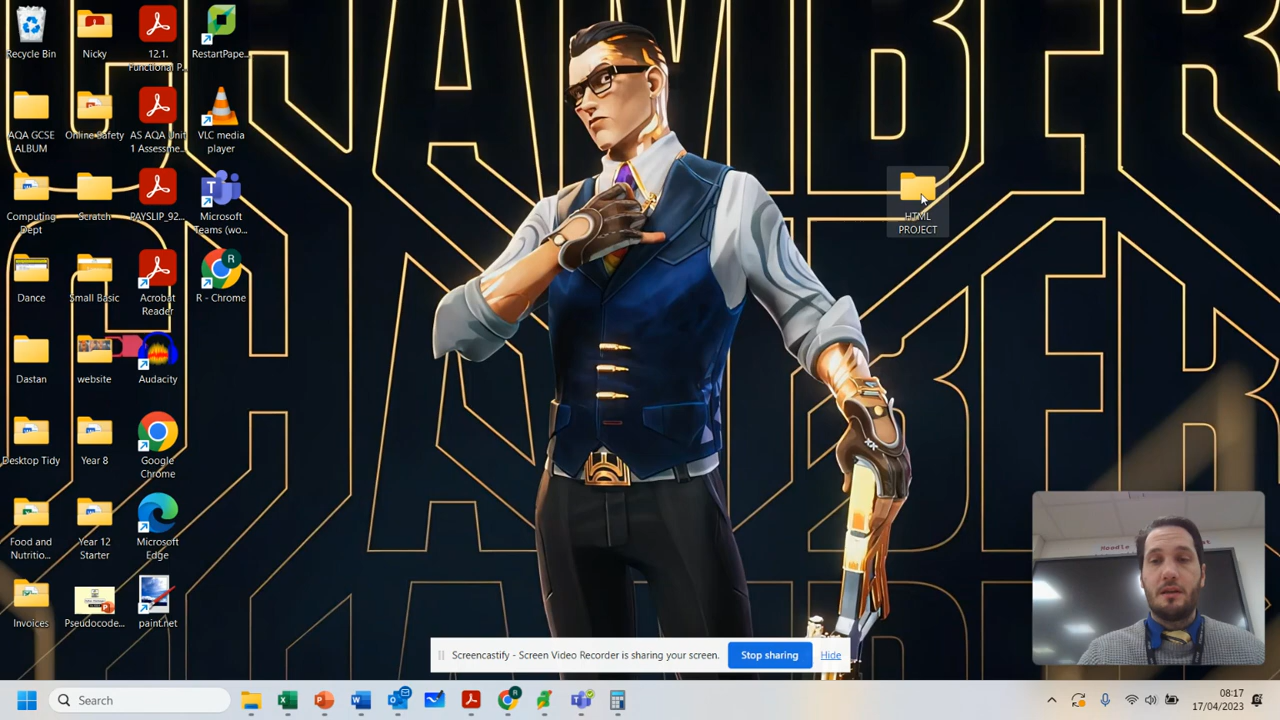 CHAMBER
Recycle Bin
Nicky
12.1.
Functional P...
RestartPape...
AQA GCSE
ALBUM
Online Safety
AS AQA Unit
1 Assessme...
VLC media
player
Computing
Dept
Scratch
PAYSLIP_92...
Microsoft
Teams (wo...
Dance
Small Basic
Acrobat
Reader
R - Chrome
Dastan
website
Audacity
Desktop Tidy
Year 8
Google
Chrome
Food and
Nutritio...
Year 12
Starter
Microsoft
Edge
Invoices
Pseudocode...
paint.net
HTML
PROJECT
Screencastify - Screen Video Recorder is sharing your screen.
Stop sharing
Hide
Search
08:17
17/04/2023